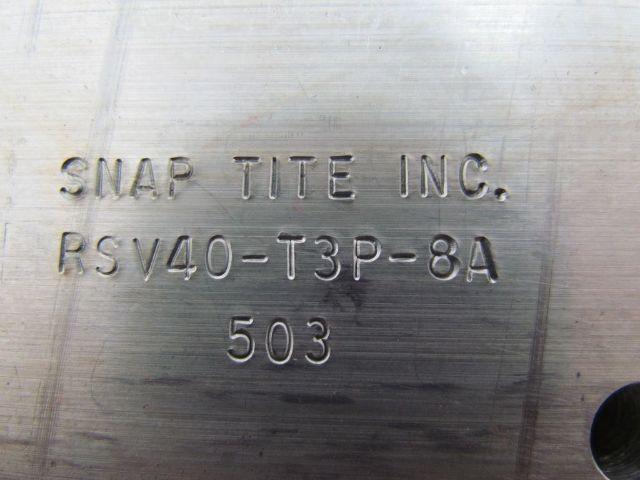 SNAP TITE INC.
RSV40-T3P-8A
503